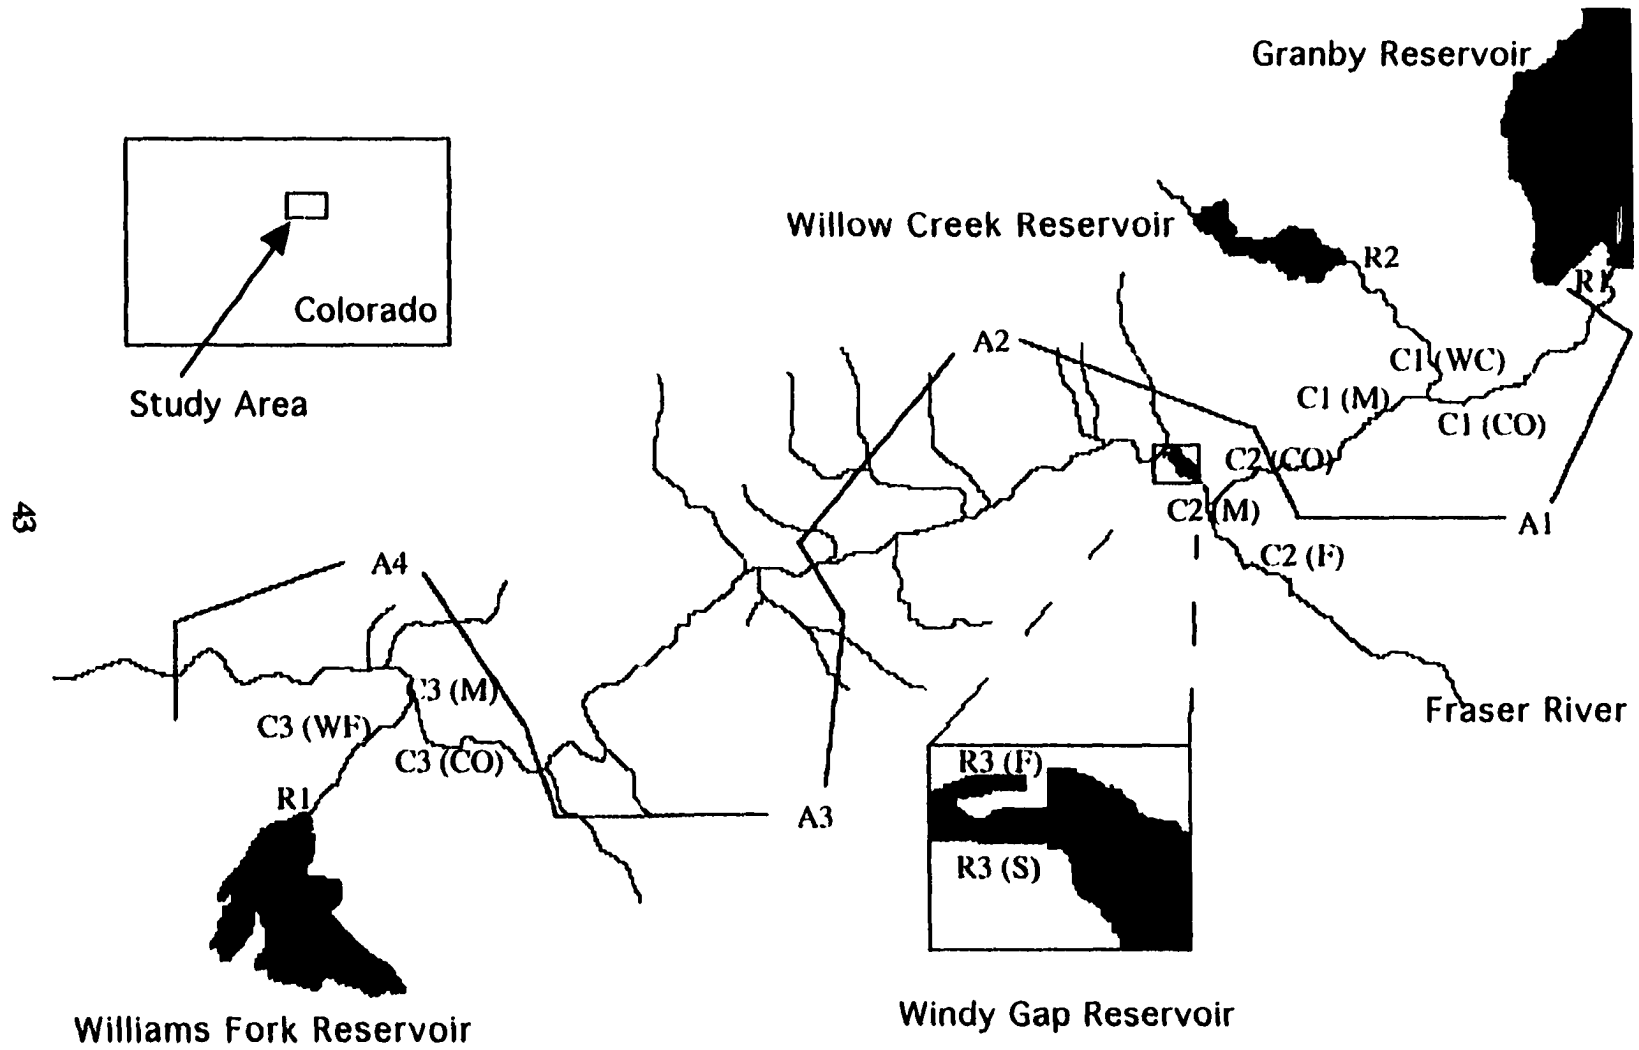 Granby Reservoir
Willow Creek Reservoir
R2
R1
Colorado
Study Area
A2
C1 (WC)
C1 (M)
C1 (CO)
C2 (CO)
C2 (M)
A1
43
C2 (F)
A4
C3 (M)
C3 (WF)
C3 (CO)
Fraser River
R3 (F)
R1
A3
R3 (S)
Windy Gap Reservoir
Williams Fork Reservoir